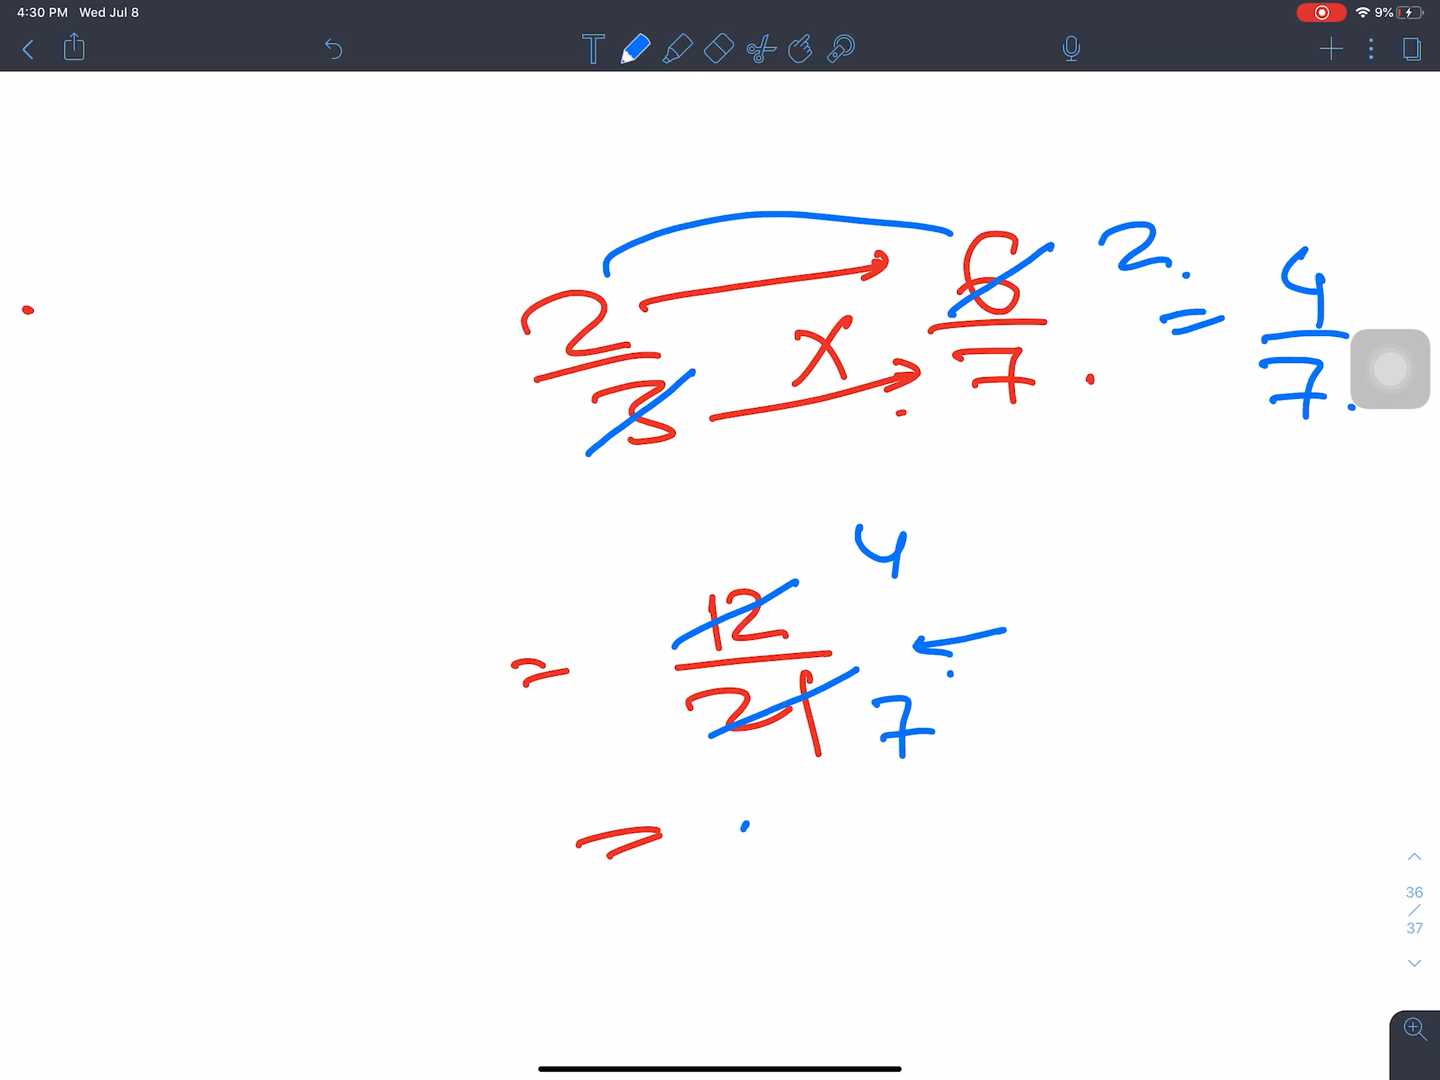 4:30 PM Wed Jul 8
9%
T
2/3 × 6/7 2. = 4/7.
= 12/21 4 7
=
36
/
37